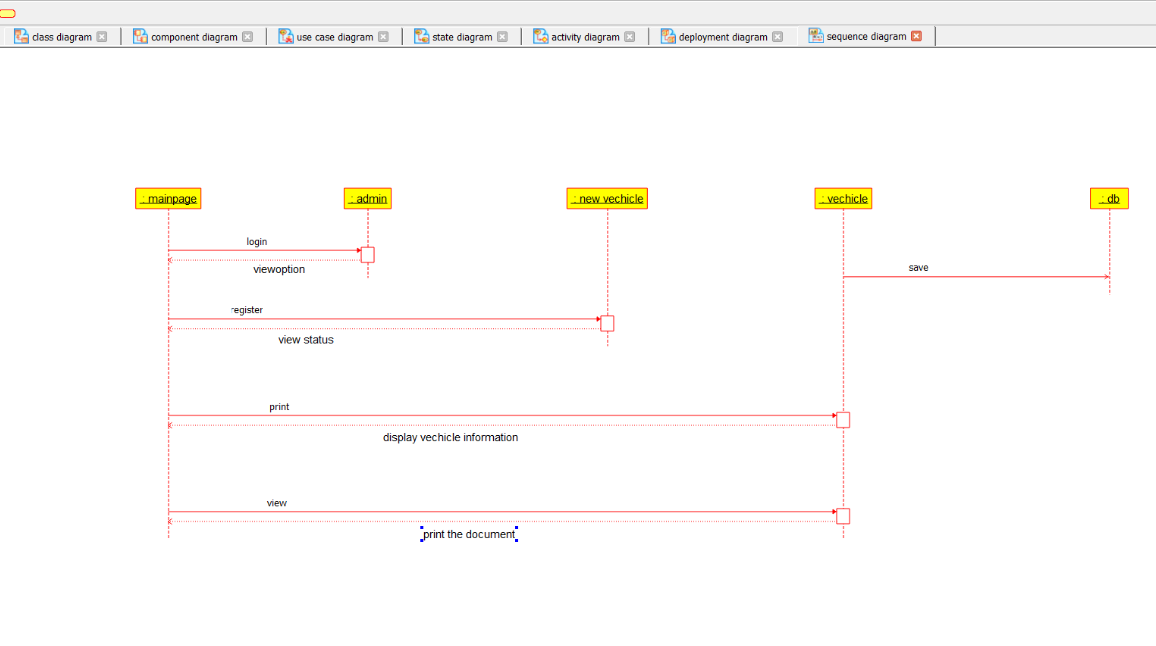 class diagram
component diagram
use case diagram
state diagram
activity diagram
deployment diagram
sequence diagram
: mainpage
: admin
: new vechicle
: vechicle
: db
login
viewoption
save
register
view status
print
display vechicle information
view
print the document